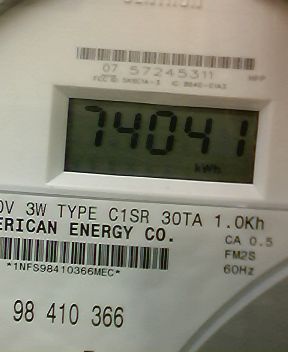 07 57245311
74041
kWh
0V 3W TYPE C1SR 30TA 1.0Kh
ERICAN ENERGY CO.
CA 0.5
FM2S
60Hz
*1NFS98410366MEC*
98 410 366